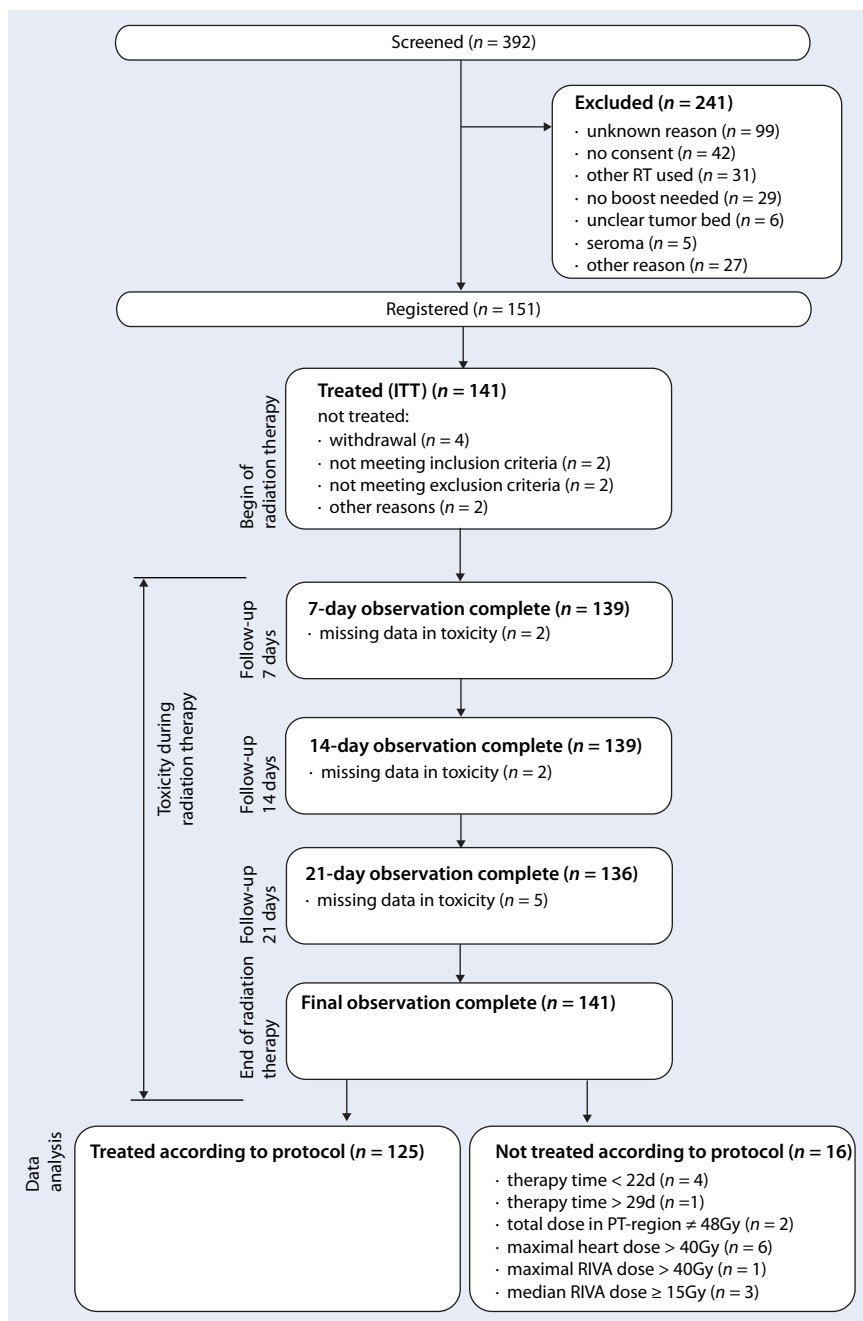 Screened (n = 392)
Excluded (n = 241)
· unknown reason (n = 99)
· no consent (n = 42)
· other RT used (n = 31)
· no boost needed (n = 29)
· unclear tumor bed (n = 6)
· seroma (n = 5)
· other reason (n = 27)
Registered (n = 151)
Begin of
radiation therapy
Treated (ITT) (n = 141)
not treated:
· withdrawal (n = 4)
· not meeting inclusion criteria (n = 2)
· not meeting exclusion criteria (n = 2)
· other reasons (n = 2)
Toxicity during
radiation therapy
Follow-up
7 days
7-day observation complete (n = 139)
· missing data in toxicity (n = 2)
Follow-up
14 days
14-day observation complete (n = 139)
· missing data in toxicity (n = 2)
Follow-up
21 days
21-day observation complete (n = 136)
· missing data in toxicity (n = 5)
End of radiation
therapy
Final observation complete (n = 141)
Data
analysis
Treated according to protocol (n = 125)
Not treated according to protocol (n = 16)
· therapy time < 22d (n = 4)
· therapy time > 29d (n =1)
· total dose in PT-region ≠ 48Gy (n = 2)
· maximal heart dose > 40Gy (n = 6)
· maximal RIVA dose > 40Gy (n = 1)
· median RIVA dose ≥ 15Gy (n = 3)